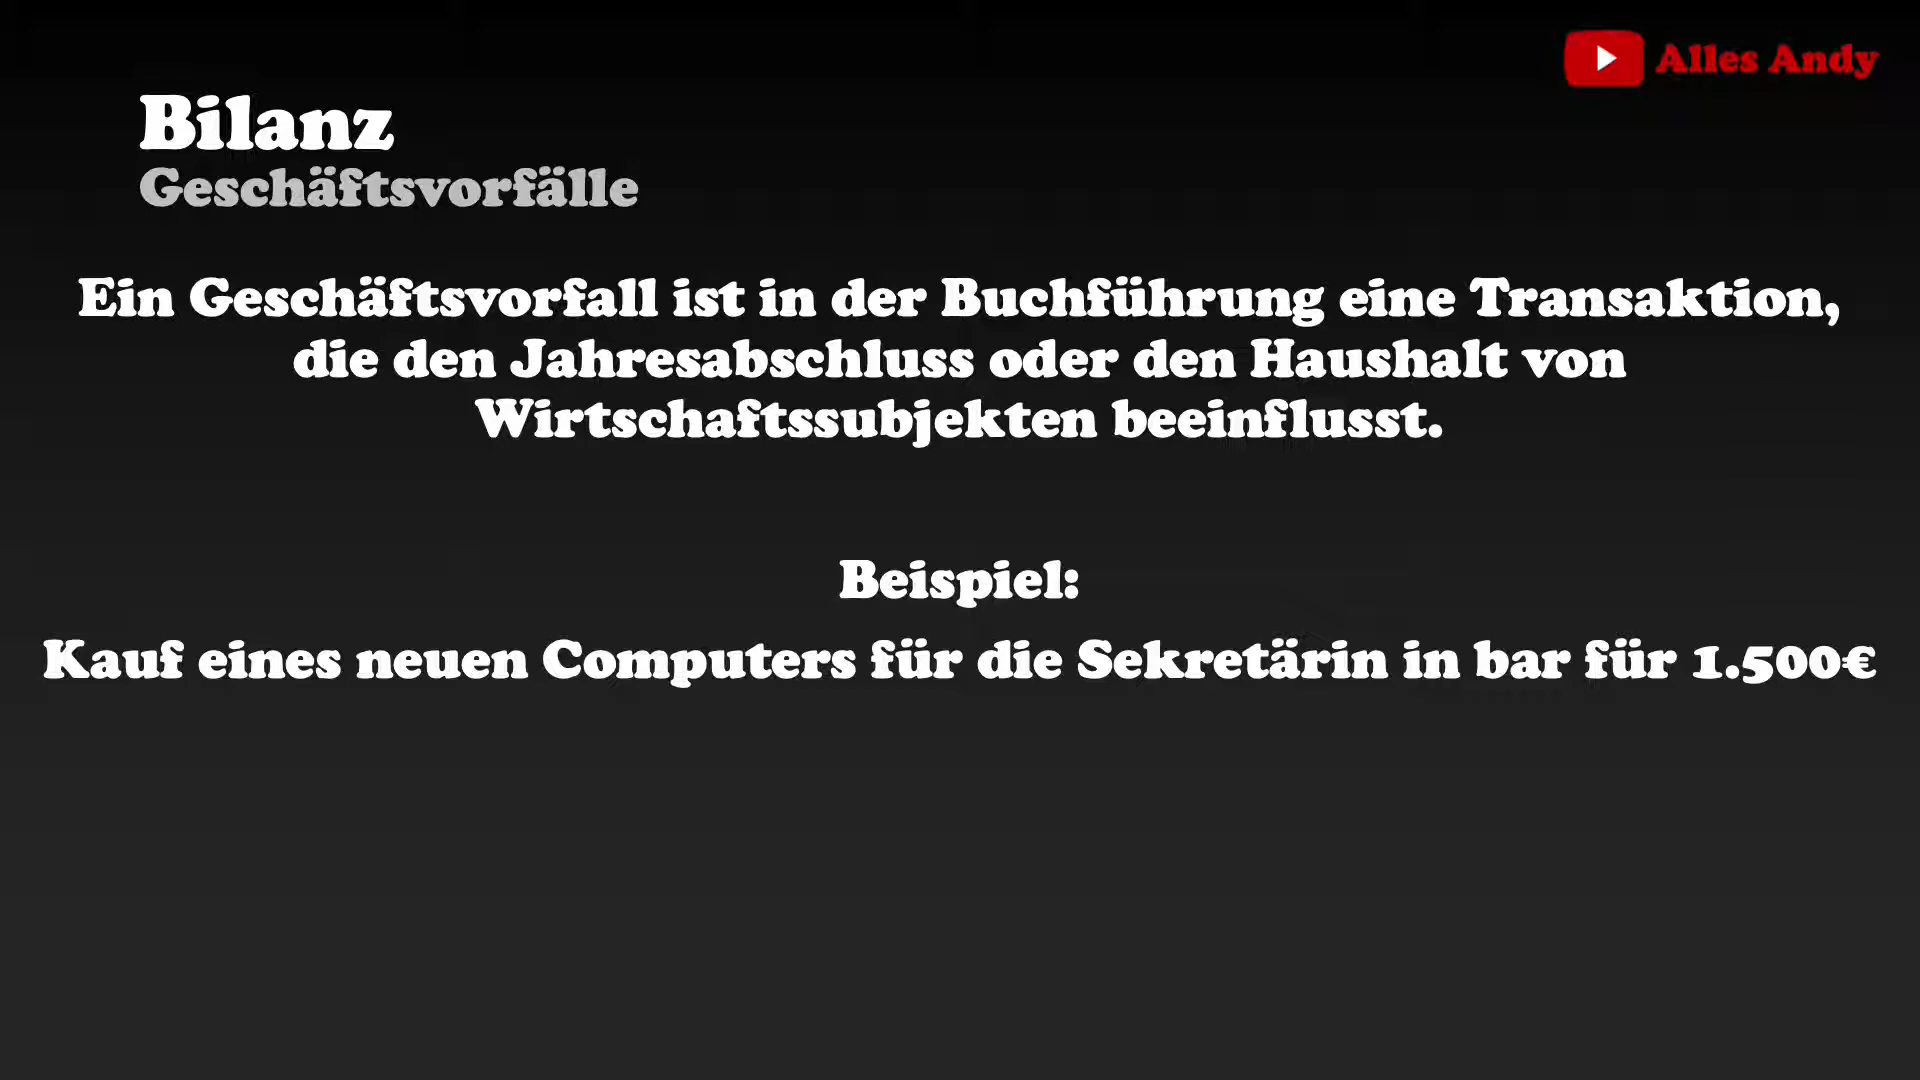 Alles Andy
Bilanz
Geschäftsvorfälle
Ein Geschäftsvorfall ist in der Buchführung eine Transaktion,
die den Jahresabschluss oder den Haushalt von
Wirtschaftssubjekten beeinflusst.
Beispiel:
Kauf eines neuen Computers für die Sekretärin in bar für 1.500€